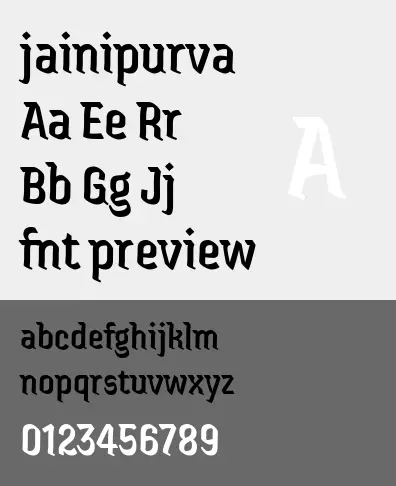 jainipurva
Aa Ee Rr
A
Bb Gg Jj
fnt preview
abcdefghijklm
nopqrstuvwxyz
0123456789